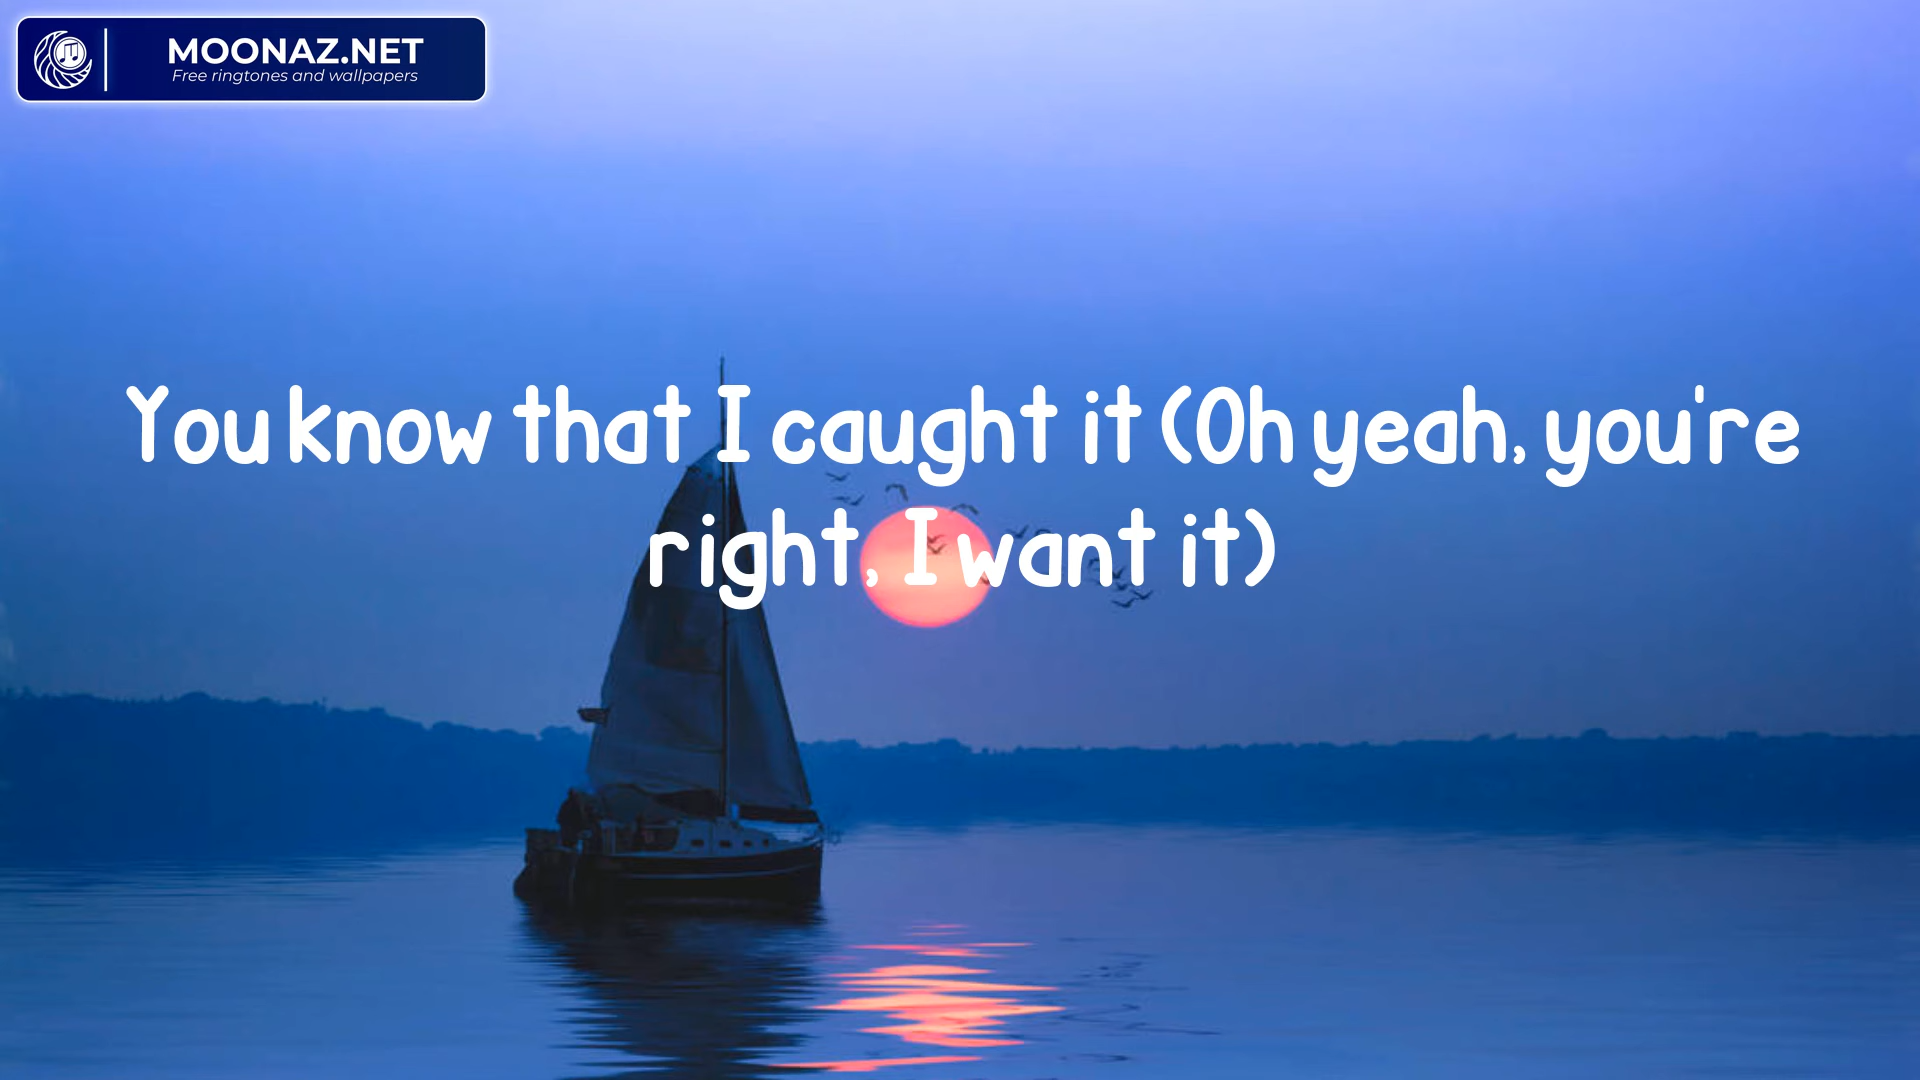 MOONAZ.NET
Free ringtones and wallpapers
You know that I caught it (Oh yeah, you're
right, I want it)